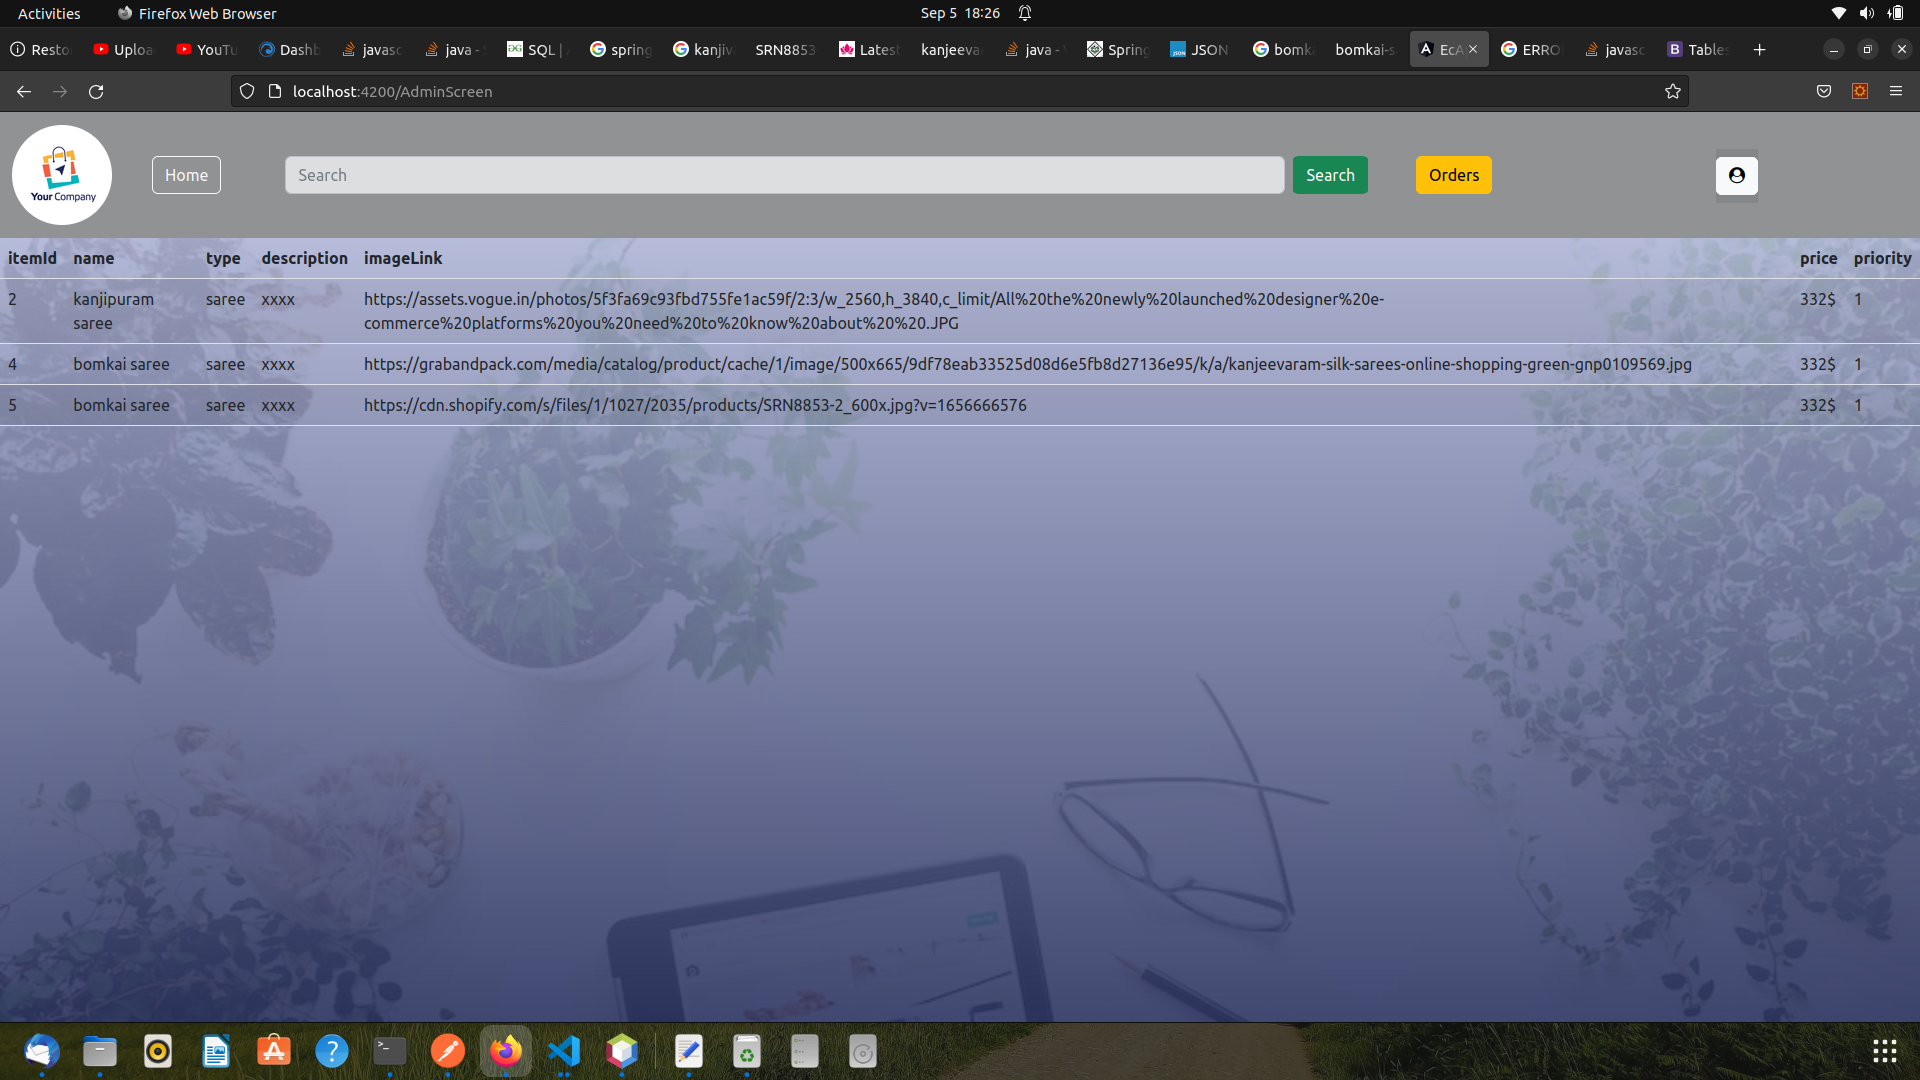 Activities
Firefox Web Browser
Sep 5 18:26
Resto
Uploa
YouTu
Dashb
javasc
java - S
SQL | A
spring
kanjiv
SRN8853
Latest
kanjeeva
java -
Spring
JSON
bomka
bomkai-s
EcA
ERRO
javasc
Tables
localhost:4200/AdminScreen
Your Company
Home
Search
Search
Orders
itemId name type description imageLink price priority
2 kanjipuram saree xxxx https://assets.vogue.in/photos/5f3fa69c93fbd755fe1ac59f/2:3/w_2560,h_3840,c_limit/All%20the%20newly%20launched%20designer%20e- 332$ 1
saree commerce%20platforms%20you%20need%20to%20know%20about%20%20.JPG
4 bomkai saree saree xxxx https://grabandpack.com/media/catalog/product/cache/1/image/500x665/9df78eab33525d08d6e5fb8d27136e95/k/a/kanjeevaram-silk-sarees-online-shopping-green-gnp0109569.jpg 332$ 1
5 bomkai saree saree xxxx https://cdn.shopify.com/s/files/1/1027/2035/products/SRN8853-2_600x.jpg?v=1656666576 332$ 1